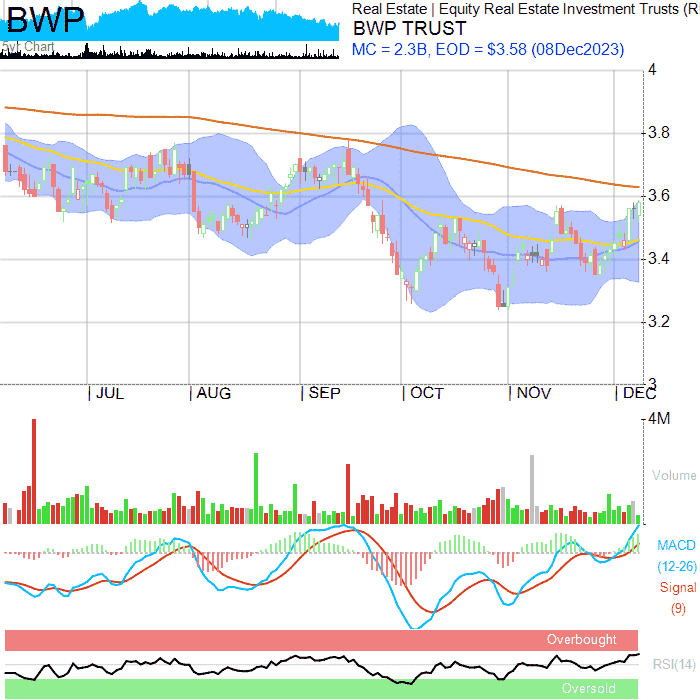 BWP
5yr Chart
Real Estate | Equity Real Estate Investment Trusts (R
BWP TRUST
MC = 2.3B, EOD = $3.58 (08Dec2023)
4
3.8
3.6
3.4
3.2
3
JUL AUG SEP OCT NOV DEC
4M
Volume
MACD
(12-26)
Signal
(9)
Overbought
RSI(14)
Oversold